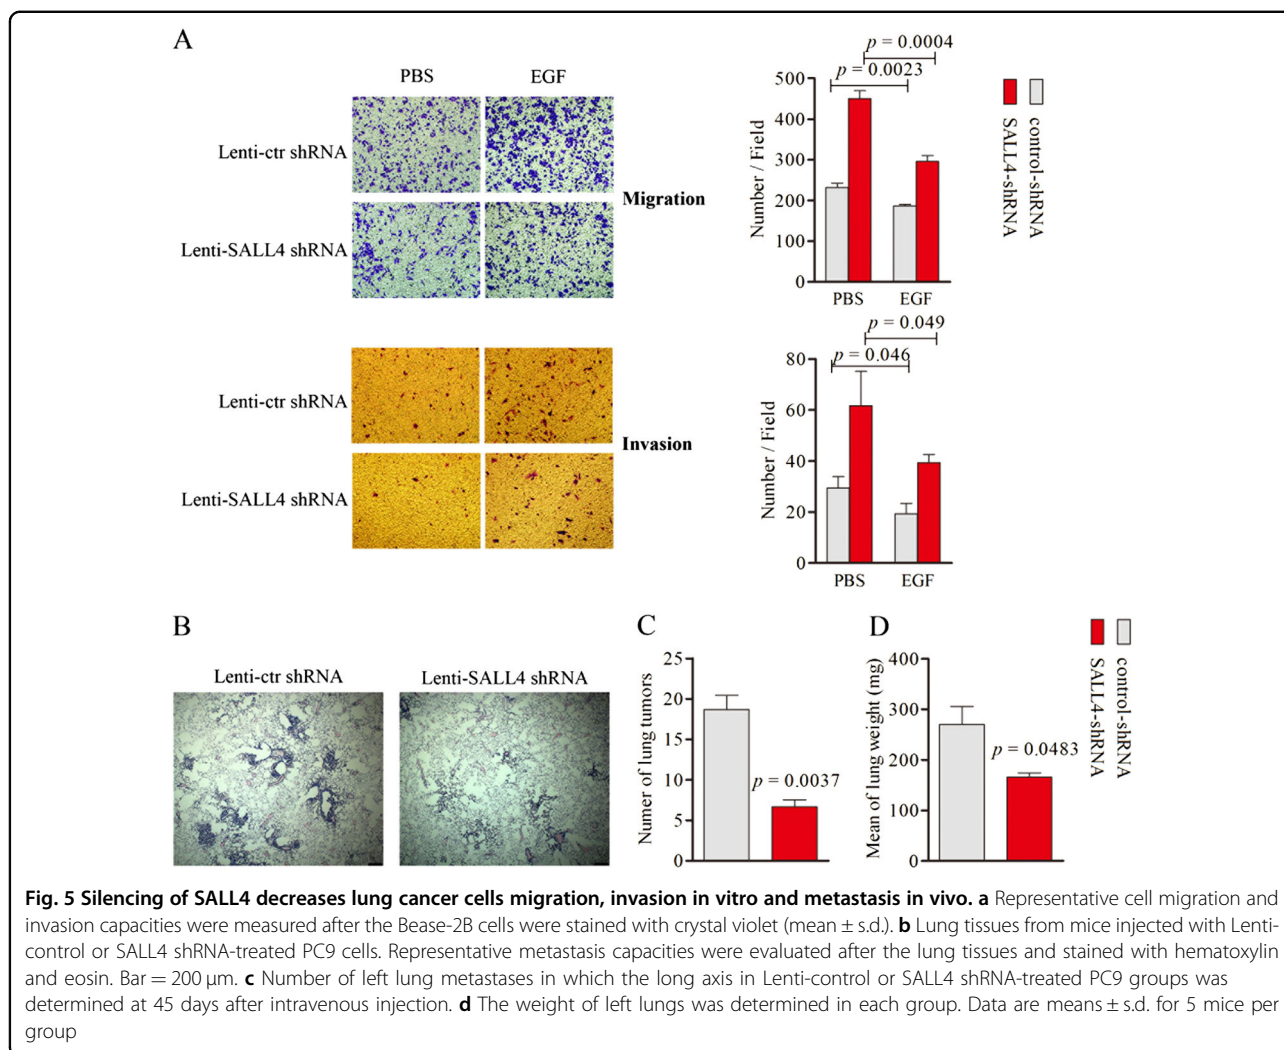 A
PBS
EGF
Lenti-ctr shRNA
Lenti-SALL4 shRNA
Migration
p = 0.0004
p = 0.0023
500
400
300
200
100
0
Number / Field
PBS
EGF
SALL4-shRNA
control-shRNA
Lenti-ctr shRNA
Lenti-SALL4 shRNA
Invasion
p = 0.049
p = 0.046
80
60
40
20
0
Number / Field
PBS
EGF
B
Lenti-ctr shRNA
Lenti-SALL4 shRNA
C
25
20
15
10
5
0
Numer of lung tumors
p = 0.0037
D
400
300
200
100
0
Mean of lung weight (mg)
p = 0.0483
SALL4-shRNA
control-shRNA
Fig. 5 Silencing of SALL4 decreases lung cancer cells migration, invasion in vitro and metastasis in vivo. a Representative cell migration and
invasion capacities were measured after the Bease-2B cells were stained with crystal violet (mean ± s.d.). b Lung tissues from mice injected with Lenti-
control or SALL4 shRNA-treated PC9 cells. Representative metastasis capacities were evaluated after the lung tissues and stained with hematoxylin
and eosin. Bar = 200 μm. c Number of left lung metastases in which the long axis in Lenti-control or SALL4 shRNA-treated PC9 groups was
determined at 45 days after intravenous injection. d The weight of left lungs was determined in each group. Data are means ± s.d. for 5 mice per
group